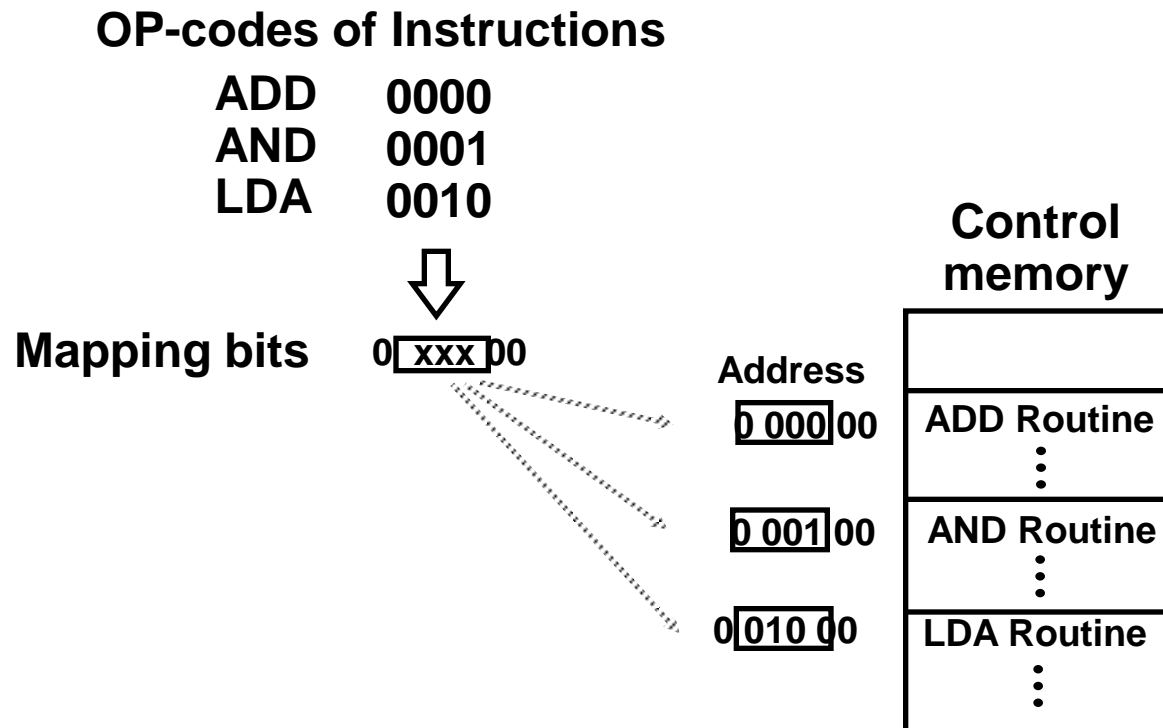 OP-codes of Instructions
ADD 0000
AND 0001
LDA 0010
Control
memory
Mapping bits 0 xxx 00
Address
0 000 00 ADD Routine
0 001 00 AND Routine
0 010 00 LDA Routine